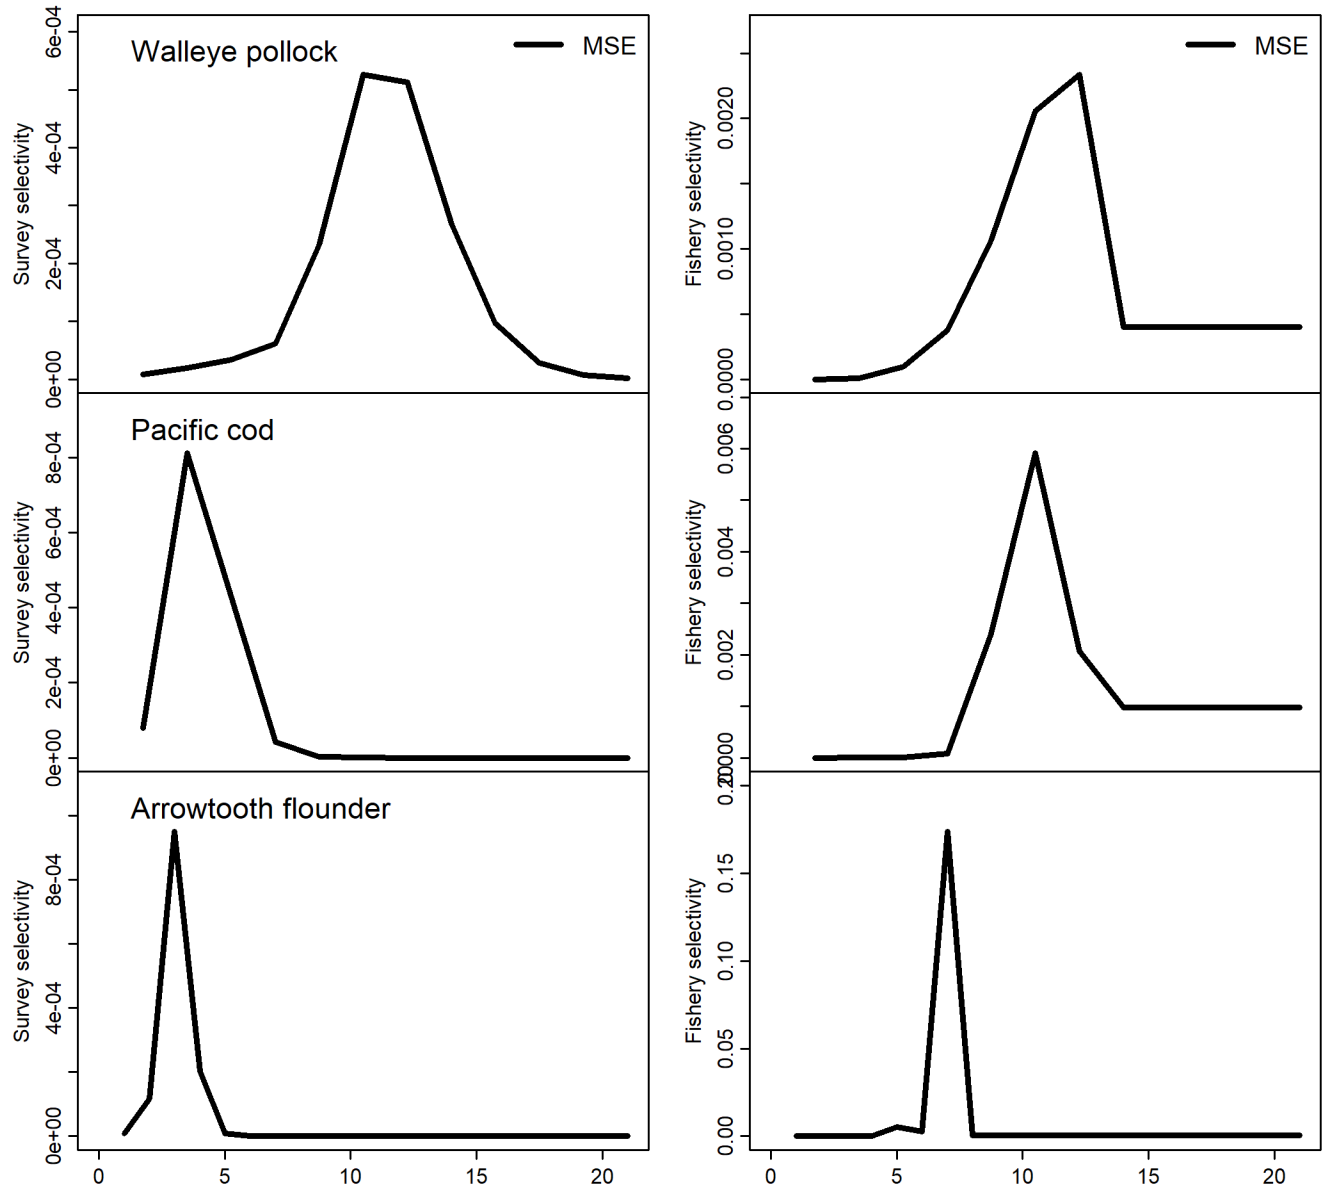 Walleye pollock
MSE
Survey selectivity
0e+00
2e-04
4e-04
6e-04
MSE
Fishery selectivity
0.0000
0.0010
0.0020
Pacific cod
Survey selectivity
0e+00
2e-04
4e-04
6e-04
8e-04
Fishery selectivity
0.000
0.002
0.004
0.006
Arrowtooth flounder
Survey selectivity
0e+00
4e-04
8e-04
0 5 10 15 20
Fishery selectivity
0.00
0.05
0.10
0.15
0.20
0 5 10 15 20